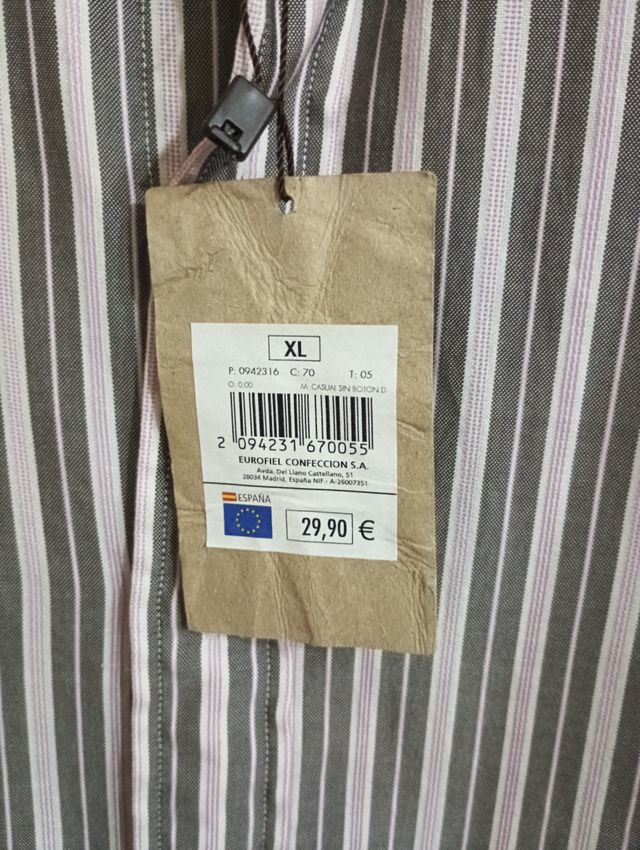 XL
P: 0942316 C: 70 T: 05
O: 0,00 M: CASUAL SIN BOTON D
2 094231 670055
EUROFIEL CONFECCION S.A.
Avda. Del Llano Castellano, 51
28034 Madrid, España NIF.- A-26007351
ESPAÑA
29,90 €